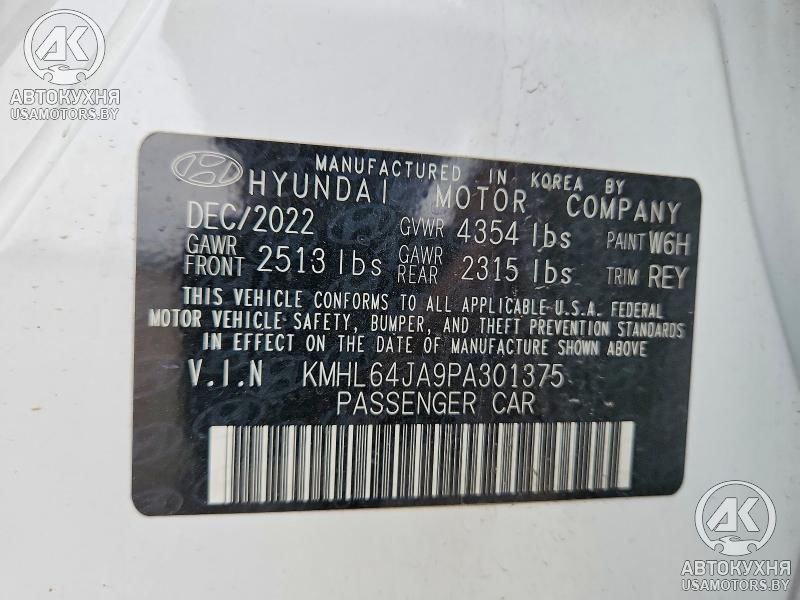 AK
АВТОКУХНЯ
USAMOTORS.BY
MANUFACTURED IN KOREA BY
HYUNDAI MOTOR COMPANY
DEC/2022 GVWR 4354 lbs PAINT W6H
GAWR FRONT 2513 lbs GAWR REAR 2315 lbs TRIM REY
THIS VEHICLE CONFORMS TO ALL APPLICABLE U.S.A. FEDERAL
MOTOR VEHICLE SAFETY, BUMPER, AND THEFT PREVENTION STANDARDS
IN EFFECT ON THE DATE OF MANUFACTURE SHOWN ABOVE
V.I.N KMHL64JA9PA301375
PASSENGER CAR
AK
АВТОКУХНЯ
USAMOTORS.BY